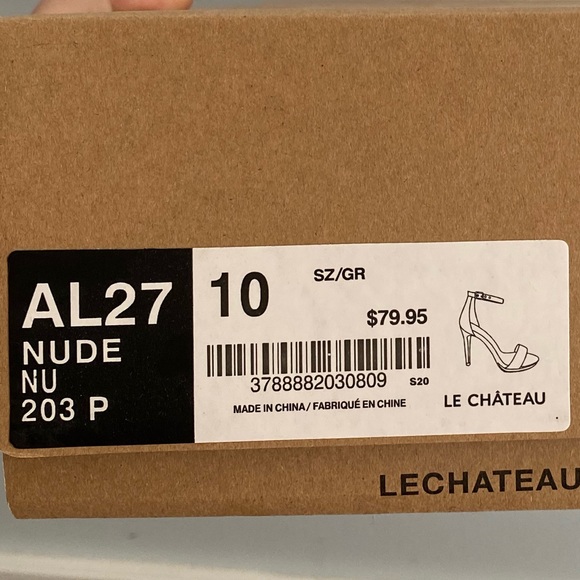 AL27
NUDE
NU
203 P
10
SZ/GR
$79.95
3788882030809
S20
MADE IN CHINA / FABRIQUÉ EN CHINE
LE CHÂTEAU
LECHATEAU